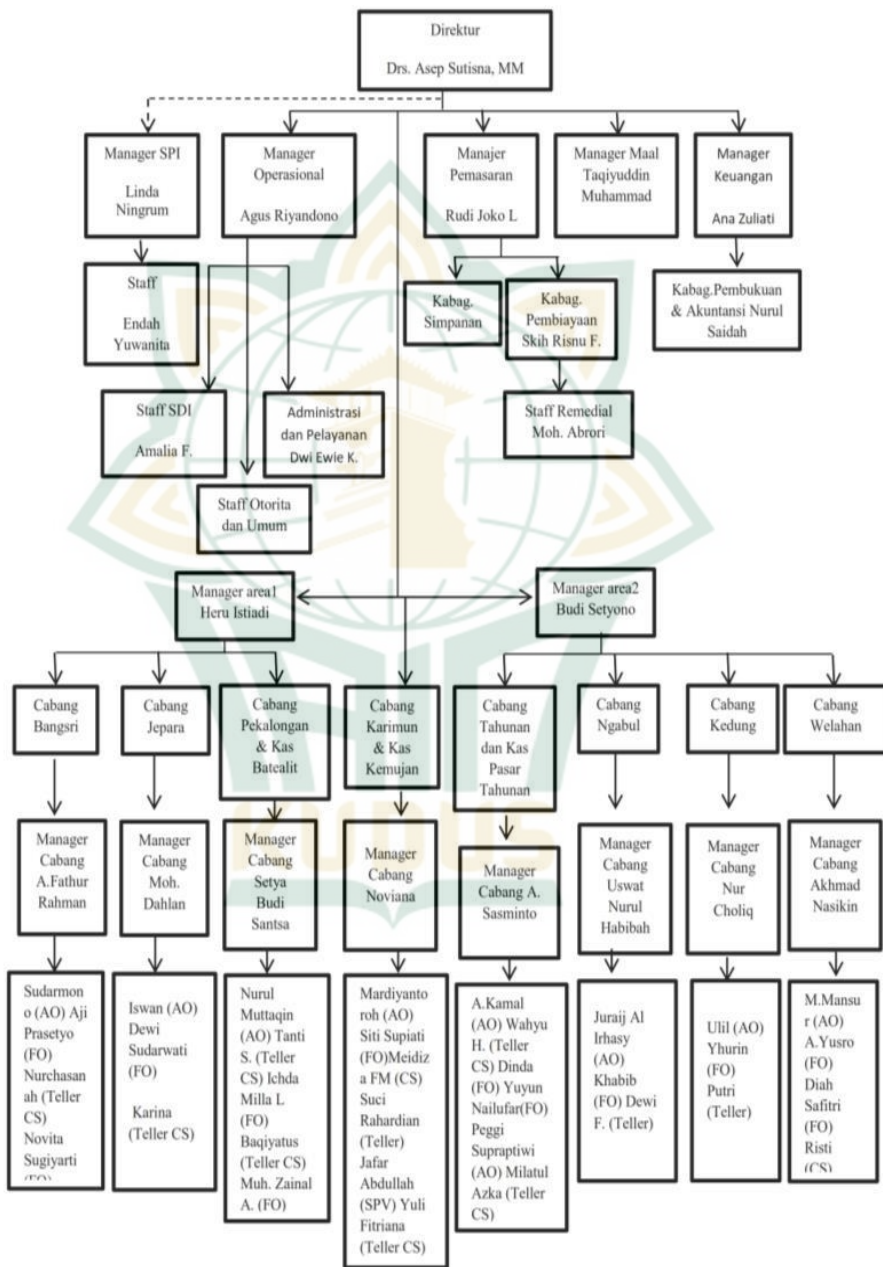 Direktur
Drs. Asep Sutisna, MM
Manager SPI
Linda
Ningrum
Manager
Operasional
Agus Riyandono
Manajer
Pemasaran
Rudi Joko L
Manager Maal
Taqiyuddin
Muhammad
Manager
Keuangan
Ana Zuliati
Staff
Endah
Yuwanita
Kabag.
Simpanan
Kabag.
Pembiayaan
Skih Risnu F.
Kabag.Pembukuan
& Akuntansi Nurul
Saidah
Staff SDI
Amalia F.
Administrasi
dan Pelayanan
Dwi Ewie K.
Staff Remedial
Moh. Abrori
Staff Otorita
dan Umum
Manager area1
Heru Istiadi
Manager area2
Budi Setyono
Cabang
Bangsri
Cabang
Jepara
Cabang
Pekalongan
& Kas
Batealit
Cabang
Karimun
& Kas
Kemujan
Cabang
Tahunan
dan Kas
Pasar
Tahunan
Cabang
Ngabul
Cabang
Kedung
Cabang
Welahan
KUDUS
Manager
Cabang
A.Fathur
Rahman
Manager
Cabang
Moh.
Dahlan
Manager
Cabang
Setya
Budi
Santsa
Manager
Cabang
Noviana
Manager
Cabang A.
Sasminto
Manager
Cabang
Uswat
Nurul
Habibah
Manager
Cabang
Nur
Choliq
Manager
Cabang
Akhmad
Nasikin
Sudarmon
o (AO) Aji
Prasetyo
(FO)
Nurchasan
ah (Teller
CS)
Novita
Sugiyarti
(FO)
Iswan (AO)
Dewi
Sudarwati
(FO)
Karina
(Teller CS)
Nurul
Muttaqin
(AO) Tanti
S. (Teller
CS) Ichda
Milla L
(FO)
Baqiyatus
(Teller CS)
Muh. Zainal
A. (FO)
Mardiyanto
roh (AO)
Siti Supiati
(FO)Meidiz
a FM (CS)
Suci
Rahardian
(Teller)
Jafar
Abdullah
(SPV) Yuli
Fitriana
(Teller CS)
A.Kamal
(AO) Wahyu
H. (Teller
CS) Dinda
(FO) Yuyun
Nailufar(FO)
Peggi
Supraptiwi
(AO) Milatul
Azka (Teller
CS)
Juraij Al
Irhasy
(AO)
Khabib
(FO) Dewi
F. (Teller)
Ulil (AO)
Yhurin
(FO)
Putri
(Teller)
M.Mansu
r (AO)
A.Yusro
(FO)
Diah
Safitri
(FO)
Risti
(CS)